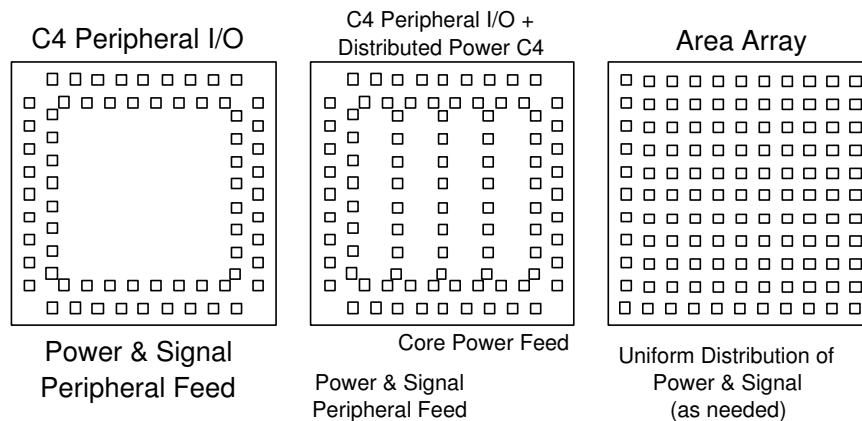 C4 Peripheral I/O
C4 Peripheral I/O +
Distributed Power C4
Area Array
Power & Signal
Peripheral Feed
Core Power Feed
Power & Signal
Peripheral Feed
Uniform Distribution of
Power & Signal
(as needed)